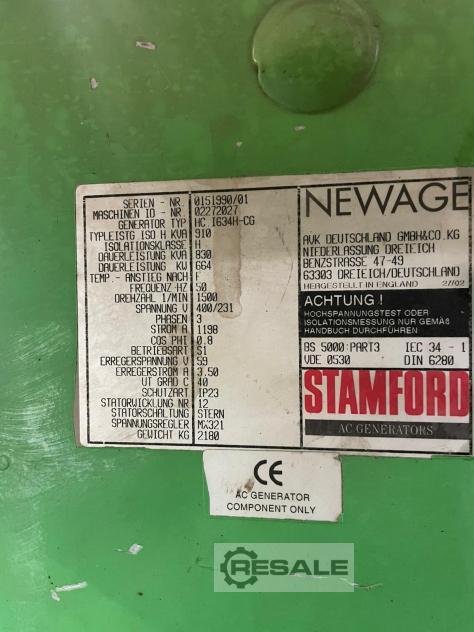 SERIEN - NR. 0151990/01
MASCHINEN ID - NR. 02272027
GENERATOR TYP HC I634H-CG
TYPLEISTG ISO H KVA 910
ISOLATIONSKLASSE H
DAUERLEISTUNG KVA 830
DAUERLEISTUNG KW 664
TEMP.- ANSTIEG NACH F
FREQUENZ HZ 50
DREHZAHL 1/MIN 1500
SPANNUNG V 400/231
PHASEN 3
STROM A 1198
COS PHI 0.8
BETRIEBSART S1
ERREGERSPANNUNG V 59
ERREGERSTROM A 3.50
UT GRAD C 40
SCHUTZART IP23
STATORWICKLUNG NR 12
STATORSCHALTUNG STERN
SPANNUNGSREGLER MX321
GEWICHT KG 2180
NEWAGE
AVK DEUTSCHLAND GMBH&CO.KG
NIEDERLASSUNG DREIEICH
BENZSTRASSE 47-49
63303 DREIEICH/DEUTSCHLAND
HERGESTELLT IN ENGLAND 27/02
ACHTUNG !
HOCHSPANNUNGSTEST ODER
ISOLATIONSMESSUNG NUR GEMÄß
HANDBUCH DURCHFÜHREN
BS 5000:PART3 IEC 34 - 1
VDE 0530 DIN 6280
STAMFORD
AC GENERATORS
CE
AC GENERATOR
COMPONENT ONLY
RESALE